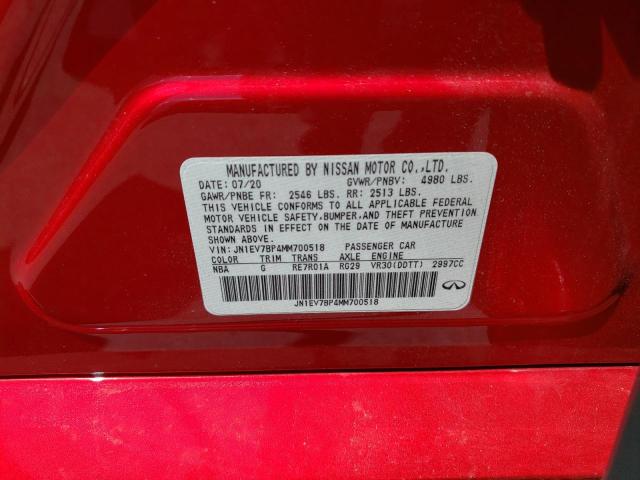 MANUFACTURED BY NISSAN MOTOR CO.,LTD.
DATE: 07/20 GVWR/PNBV: 4980 LBS.
GAWR/PNBE FR: 2546 LBS. RR: 2513 LBS.
THIS VEHICLE CONFORMS TO ALL APPLICABLE FEDERAL
MOTOR VEHICLE SAFETY,BUMPER,AND THEFT PREVENTION
STANDARDS IN EFFECT ON THE DATE OF MANUFACTURE
SHOWN ABOVE.
VIN: JN1EV7BP4MM700518 PASSENGER CAR
COLOR TRIM TRANS AXLE ENGINE
NBA G RE7R01A RG29 VR30(DDTT) 2997CC
JN1EV7BP4MM700518